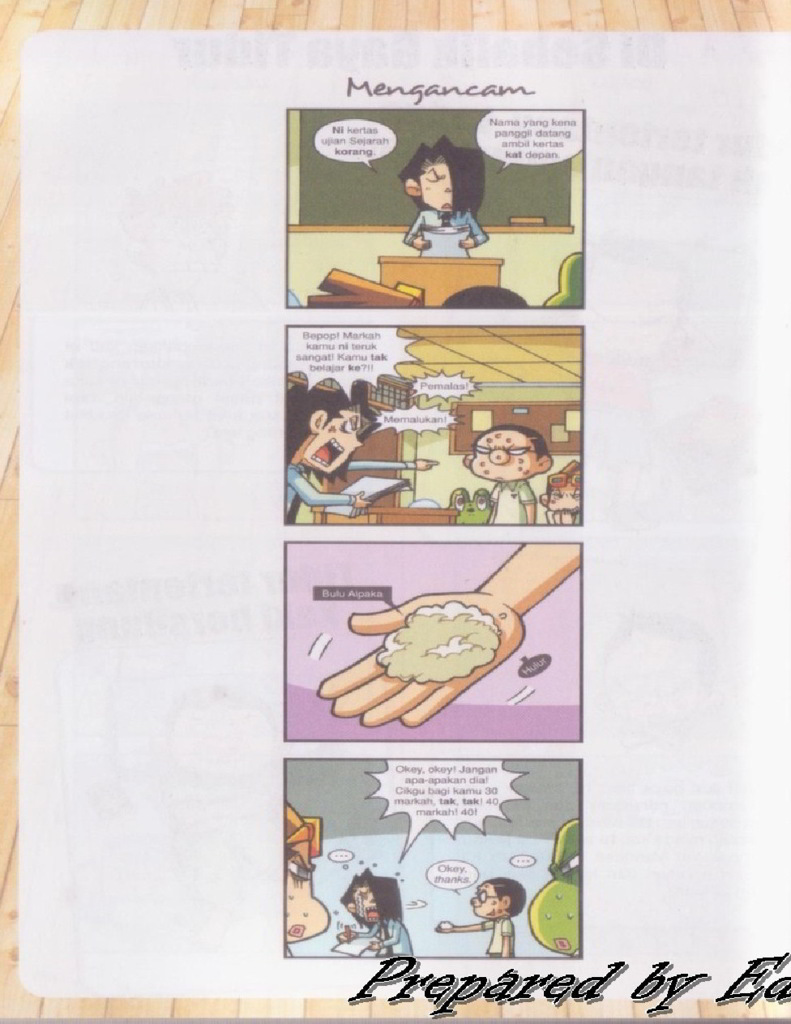 Mengancam
Ni kertas
ujian Sejarah
korang.
Nama yang kena
panggil datang
ambil kertas
kat depan.
Bepop! Markah
kamu ni teruk
sangat! Kamu tak
belajar ke?!!
Pemalas!
Memalukan!
Bulu Alpaka
Hulur
Okey, okey! Jangan
apa-apakan dia!
Cikgu bagi kamu 30
markah, tak, tak! 40
markah! 40!
...
Okey,
thanks.
...
Prepared by Ed